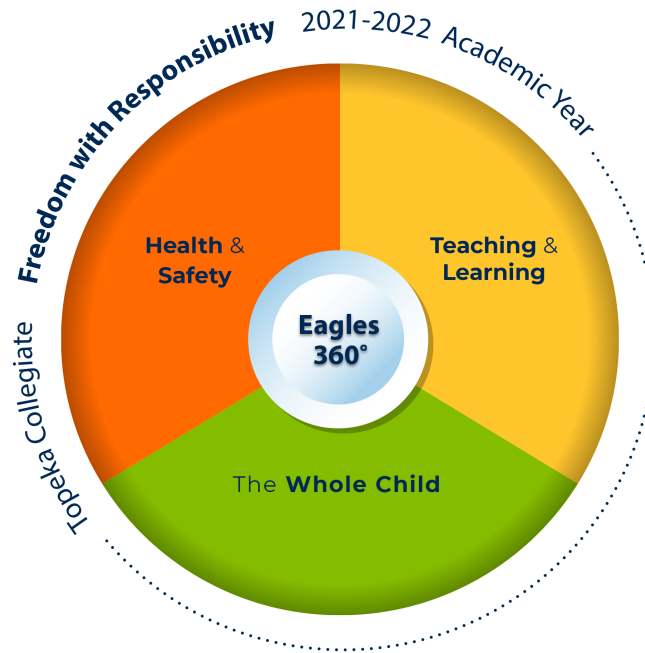 Topeka Collegiate
Freedom with Responsibility
2021-2022 Academic Year
Health &
Safety
Teaching &
Learning
Eagles
360°
The Whole Child